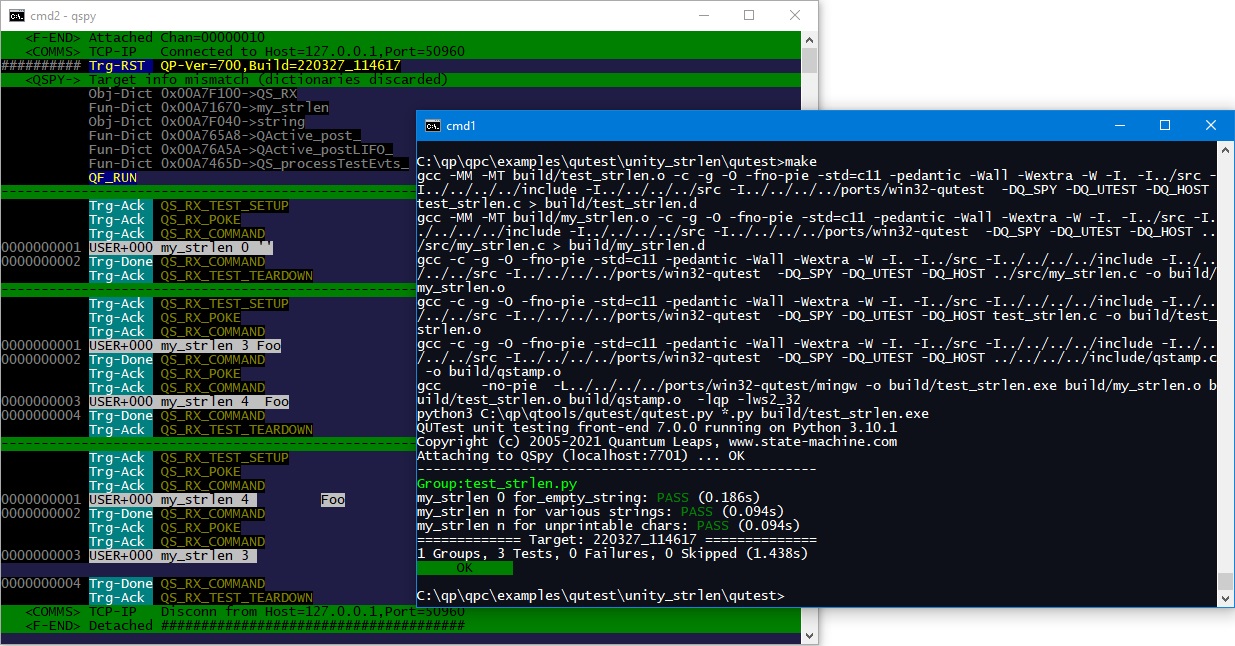 cmd2 - qspy
<F-END> Attached Chan=00000010
<COMMS> TCP-IP Connected to Host=127.0.0.1,Port=50960
########## Trg-RST QP-Ver=700,Build=220327_114617
<QSPY-> Target info mismatch (dictionaries discarded)
Obj-Dict 0x00A7F100->QS_RX
Fun-Dict 0x00A71670->my_strlen
Obj-Dict 0x00A7F040->string
Fun-Dict 0x00A765A8->QActive_post_
Fun-Dict 0x00A76A5A->QActive_postLIFO_
Fun-Dict 0x00A7465D->QS_processTestEvts_
QF_RUN
Trg-Ack QS_RX_TEST_SETUP
Trg-Ack QS_RX_POKE
Trg-Ack QS_RX_COMMAND
0000000001 USER+000 my_strlen 0 ''
0000000002 Trg-Done QS_RX_COMMAND
Trg-Ack QS_RX_TEST_TEARDOWN
Trg-Ack QS_RX_TEST_SETUP
Trg-Ack QS_RX_POKE
Trg-Ack QS_RX_COMMAND
0000000001 USER+000 my_strlen 3 Foo
0000000002 Trg-Done QS_RX_COMMAND
Trg-Ack QS_RX_POKE
Trg-Ack QS_RX_COMMAND
0000000003 USER+000 my_strlen 4  Foo
0000000004 Trg-Done QS_RX_COMMAND
Trg-Ack QS_RX_TEST_TEARDOWN
Trg-Ack QS_RX_TEST_SETUP
Trg-Ack QS_RX_POKE
Trg-Ack QS_RX_COMMAND
0000000001 USER+000 my_strlen 4 Foo
0000000002 Trg-Done QS_RX_COMMAND
Trg-Ack QS_RX_POKE
Trg-Ack QS_RX_COMMAND
0000000003 USER+000 my_strlen 3
0000000004 Trg-Done QS_RX_COMMAND
Trg-Ack QS_RX_TEST_TEARDOWN
<COMMS> TCP-IP Disconn from Host=127.0.0.1,Port=50960
<F-END> Detached ######################################
cmd1
C:\qp\qpc\examples\qutest\unity_strlen\qutest>make
gcc -MM -MT build/test_strlen.o -c -g -O -fno-pie -std=c11 -pedantic -Wall -Wextra -W -I. -I../src -
I../../../../include -I../../../../src -I../../../../ports/win32-qutest  -DQ_SPY -DQ_UTEST -DQ_HOST
test_strlen.c > build/test_strlen.d
gcc -MM -MT build/my_strlen.o -c -g -O -fno-pie -std=c11 -pedantic -Wall -Wextra -W -I. -I../src -I.
./../../../include -I../../../../src -I../../../../ports/win32-qutest  -DQ_SPY -DQ_UTEST -DQ_HOST ..
/src/my_strlen.c > build/my_strlen.d
gcc -c -g -O -fno-pie -std=c11 -pedantic -Wall -Wextra -W -I. -I../src -I../../../../include -I../..
/../../src -I../../../../ports/win32-qutest  -DQ_SPY -DQ_UTEST -DQ_HOST ../src/my_strlen.c -o build/
my_strlen.o
gcc -c -g -O -fno-pie -std=c11 -pedantic -Wall -Wextra -W -I. -I../src -I../../../../include -I../..
/../../src -I../../../../ports/win32-qutest  -DQ_SPY -DQ_UTEST -DQ_HOST test_strlen.c -o build/test_
strlen.o
gcc -c -g -O -fno-pie -std=c11 -pedantic -Wall -Wextra -W -I. -I../src -I../../../../include -I../..
/../../src -I../../../../ports/win32-qutest  -DQ_SPY -DQ_UTEST -DQ_HOST ../../../../include/qstamp.c
-o build/qstamp.o
gcc     -no-pie  -L../../../../ports/win32-qutest/mingw -o build/test_strlen.exe build/my_strlen.o b
uild/test_strlen.o build/qstamp.o  -lqp -lws2_32
python3 C:\qp\qtools/qutest/qutest.py *.py build/test_strlen.exe
QUTest unit testing front-end 7.0.0 running on Python 3.10.1
Copyright (c) 2005-2021 Quantum Leaps, www.state-machine.com
Attaching to QSpy (localhost:7701) ... OK
--------------------------------------------------
Group:test_strlen.py
my_strlen 0 for_empty_string: PASS (0.186s)
my_strlen n for various strings: PASS (0.094s)
my_strlen n for unprintable chars: PASS (0.094s)
============= Target: 220327_114617 ==============
1 Groups, 3 Tests, 0 Failures, 0 Skipped (1.438s)
OK
C:\qp\qpc\examples\qutest\unity_strlen\qutest>